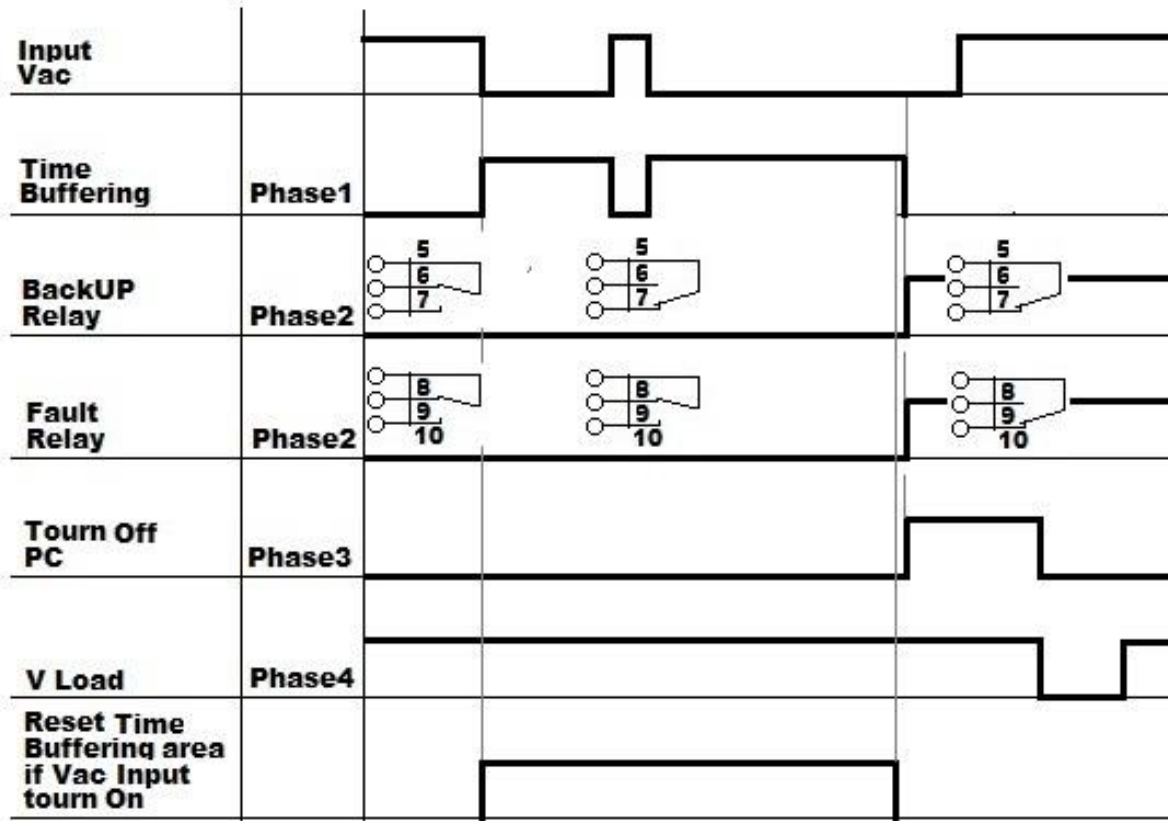 Input
Vac
Time
Buffering Phase1
5 5 5
6 6 6
7 7 7
BackUP
Relay Phase2
8 8 8
9 9 9
10 10 10
Fault
Relay Phase2
Tourn Off
PC Phase3
V Load Phase4
Reset Time
Buffering area
if Vac Input
tourn On